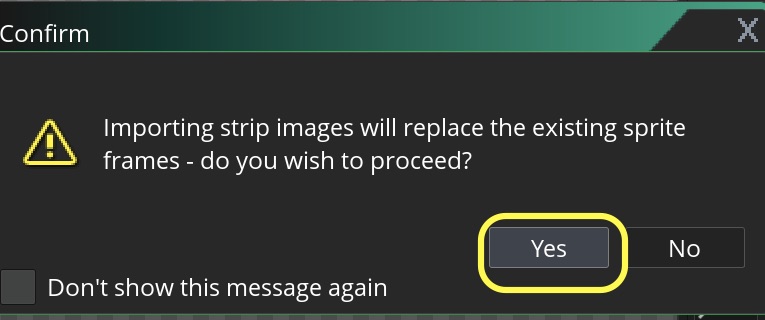 Confirm
X
Importing strip images will replace the existing sprite
frames - do you wish to proceed?
Yes
No
Don't show this message again